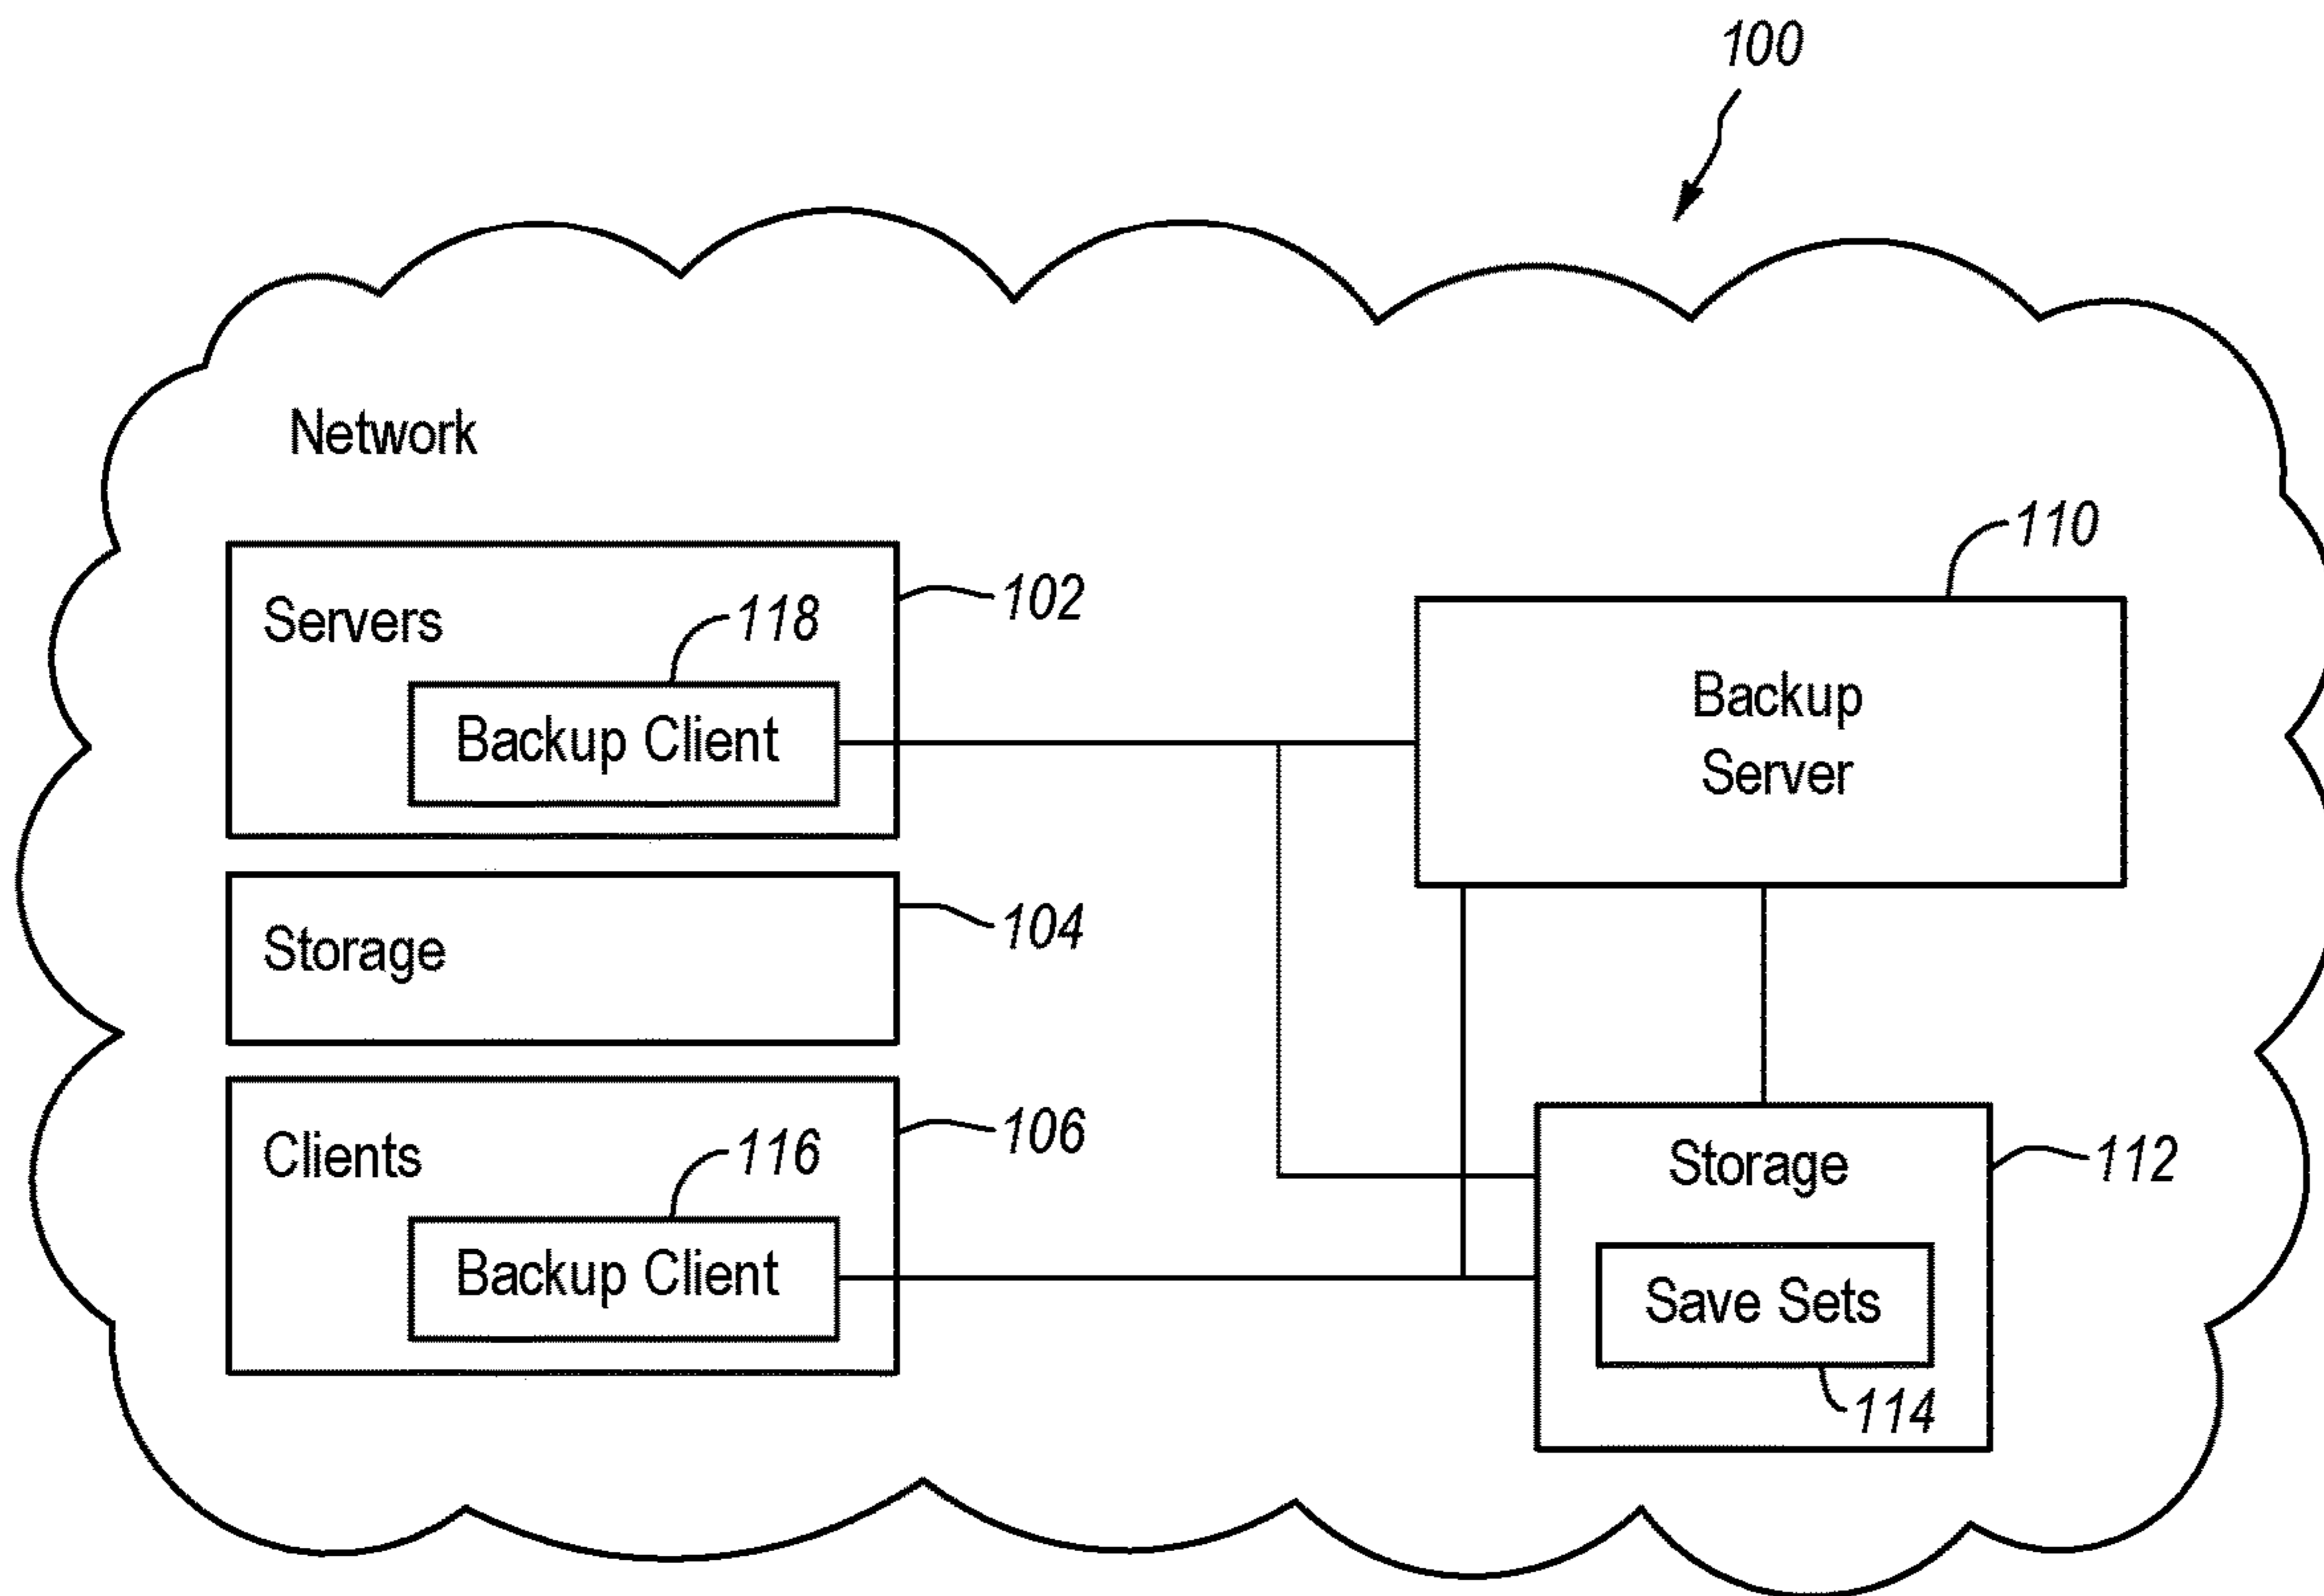 100
Network
110
Servers
118
102
Backup Client
Backup
Server
Storage
104
Clients
116
106
Backup Client
Storage
112
Save Sets
114